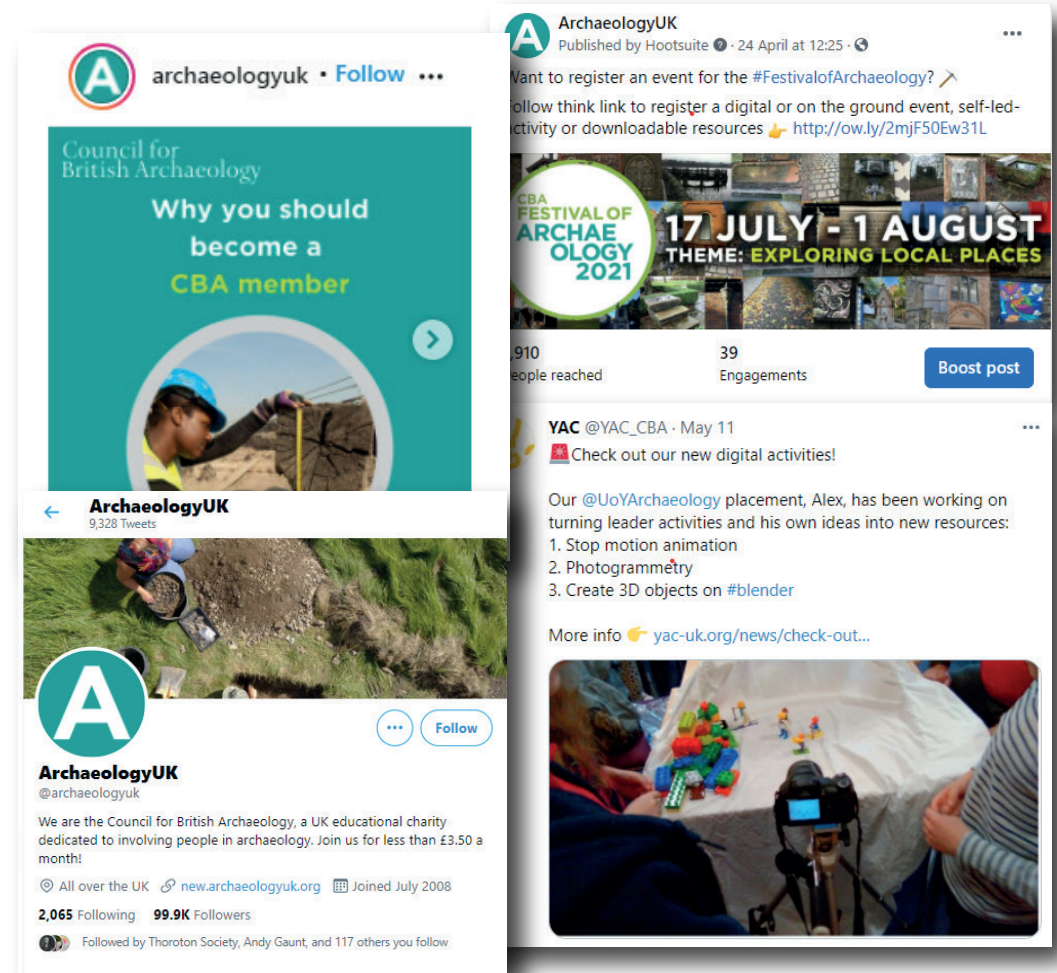 A archaeologyuk • Follow •••
Council for
British Archaeology
Why you should
become a
CBA member
ArchaeologyUK
9,328 Tweets
A
Follow
ArchaeologyUK
@archaeologyuk
We are the Council for British Archaeology, a UK educational charity
dedicated to involving people in archaeology. Join us for less than £3.50 a
month!
All over the UK new.archaeologyuk.org Joined July 2008
2,065 Following 99.9K Followers
Followed by Thoroton Society, Andy Gaunt, and 117 others you follow
A ArchaeologyUK
Published by Hootsuite · 24 April at 12:25 ·
Want to register an event for the #FestivalofArchaeology?
Follow think link to register a digital or on the ground event, self-led-
activity or downloadable resources 👉 http://ow.ly/2mjF50Ew31L
CBA
FESTIVAL OF
ARCHAE
OLOGY
2021
17 JULY - 1 AUGUST
THEME: EXPLORING LOCAL PLACES
,910
people reached
39
Engagements
Boost post
YAC @YAC_CBA · May 11
🚨Check out our new digital activities!
Our @UoYArchaeology placement, Alex, has been working on
turning leader activities and his own ideas into new resources:
1. Stop motion animation
2. Photogrammetry
3. Create 3D objects on #blender
More info 👉 yac-uk.org/news/check-out...